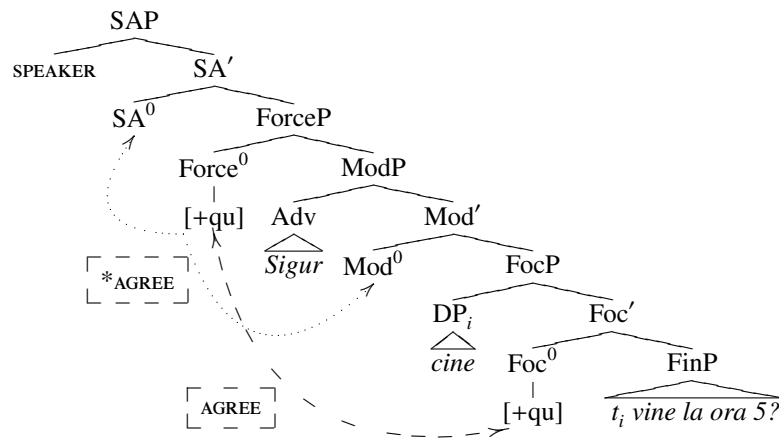 SAP
SPEAKER SA′
SA⁰ ForceP
Force⁰ ModP
[+qu] Adv Mod′
*AGREE Sigur Mod⁰ FocP
DPᵢ Foc′
cine Foc⁰ FinP
AGREE [+qu] tᵢ vine la ora 5?